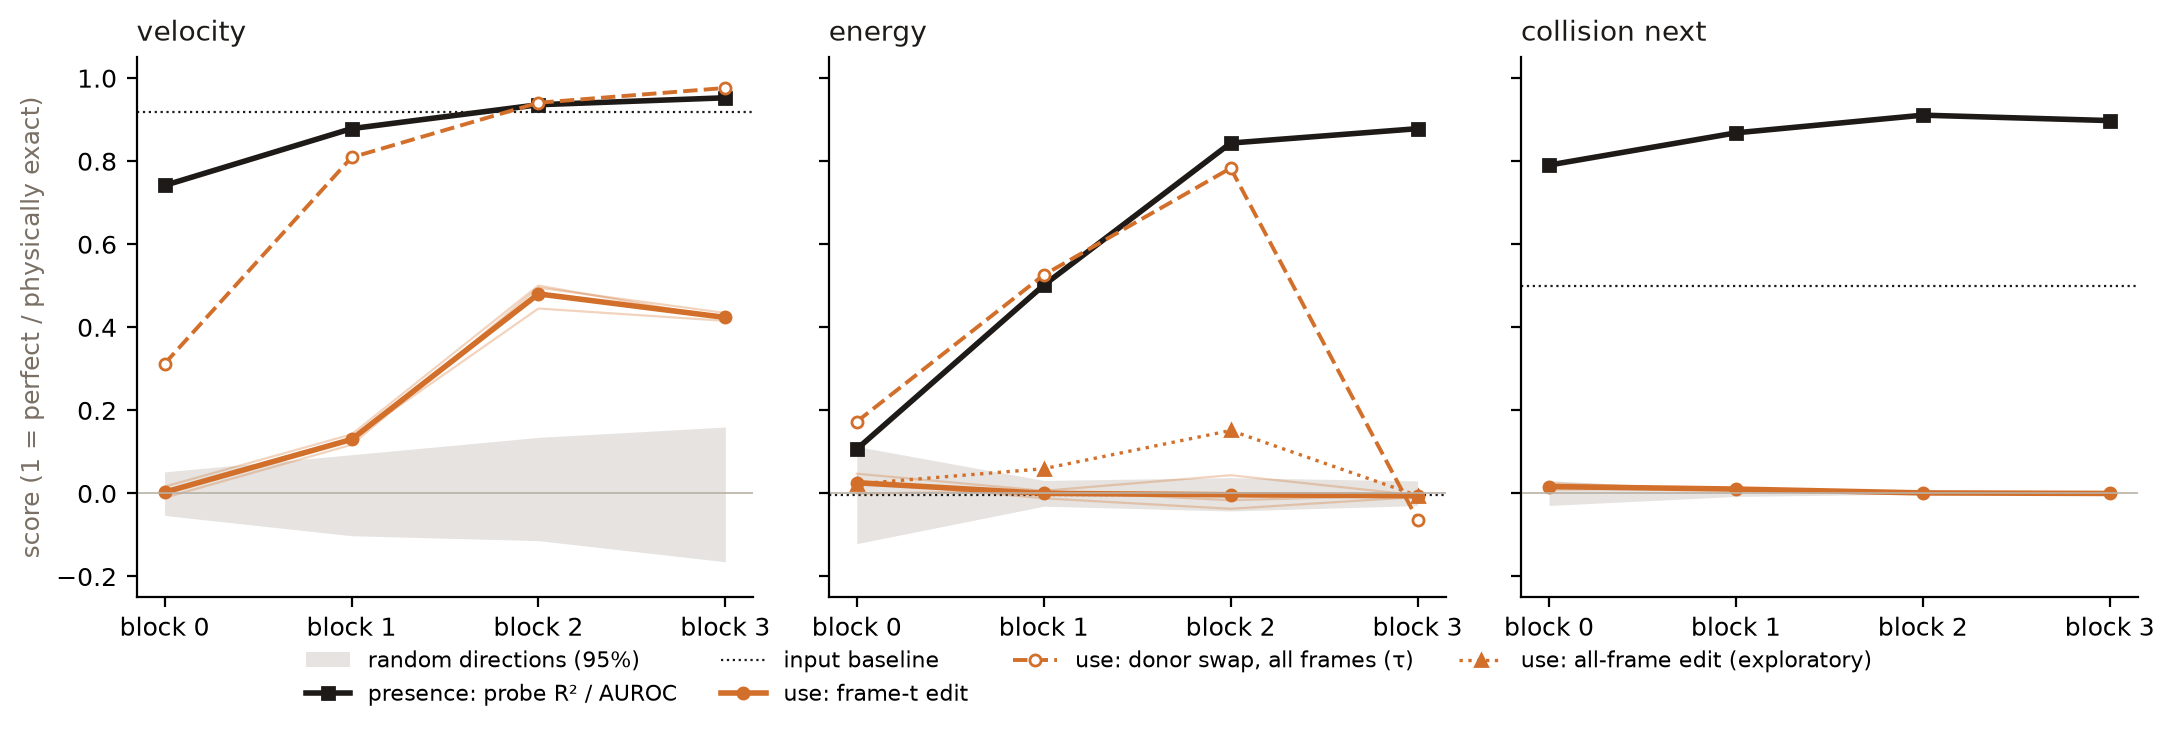 velocity
energy
collision next
score (1 = perfect / physically exact)
1.0
0.8
0.6
0.4
0.2
0.0
−0.2
block 0 block 1 block 2 block 3
block 0 block 1 block 2 block 3
block 0 block 1 block 2 block 3
random directions (95%)
presence: probe R² / AUROC
input baseline
use: frame-t edit
use: donor swap, all frames (τ)
use: all-frame edit (exploratory)